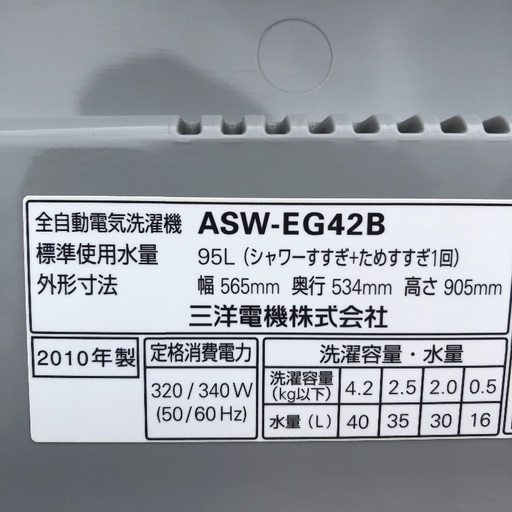 全自動電気洗濯機 ASW-EG42B
標準使用水量 95L（シャワーすすぎ+ためすすぎ1回）
外形寸法 幅 565mm 奥行 534mm 高さ 905mm
三洋電機株式会社
2010年製
定格消費電力
320/340W
(50/60Hz)
洗濯容量・水量
洗濯容量(kg以下) 4.2 2.5 2.0 0.5
水量（L） 40 35 30 16